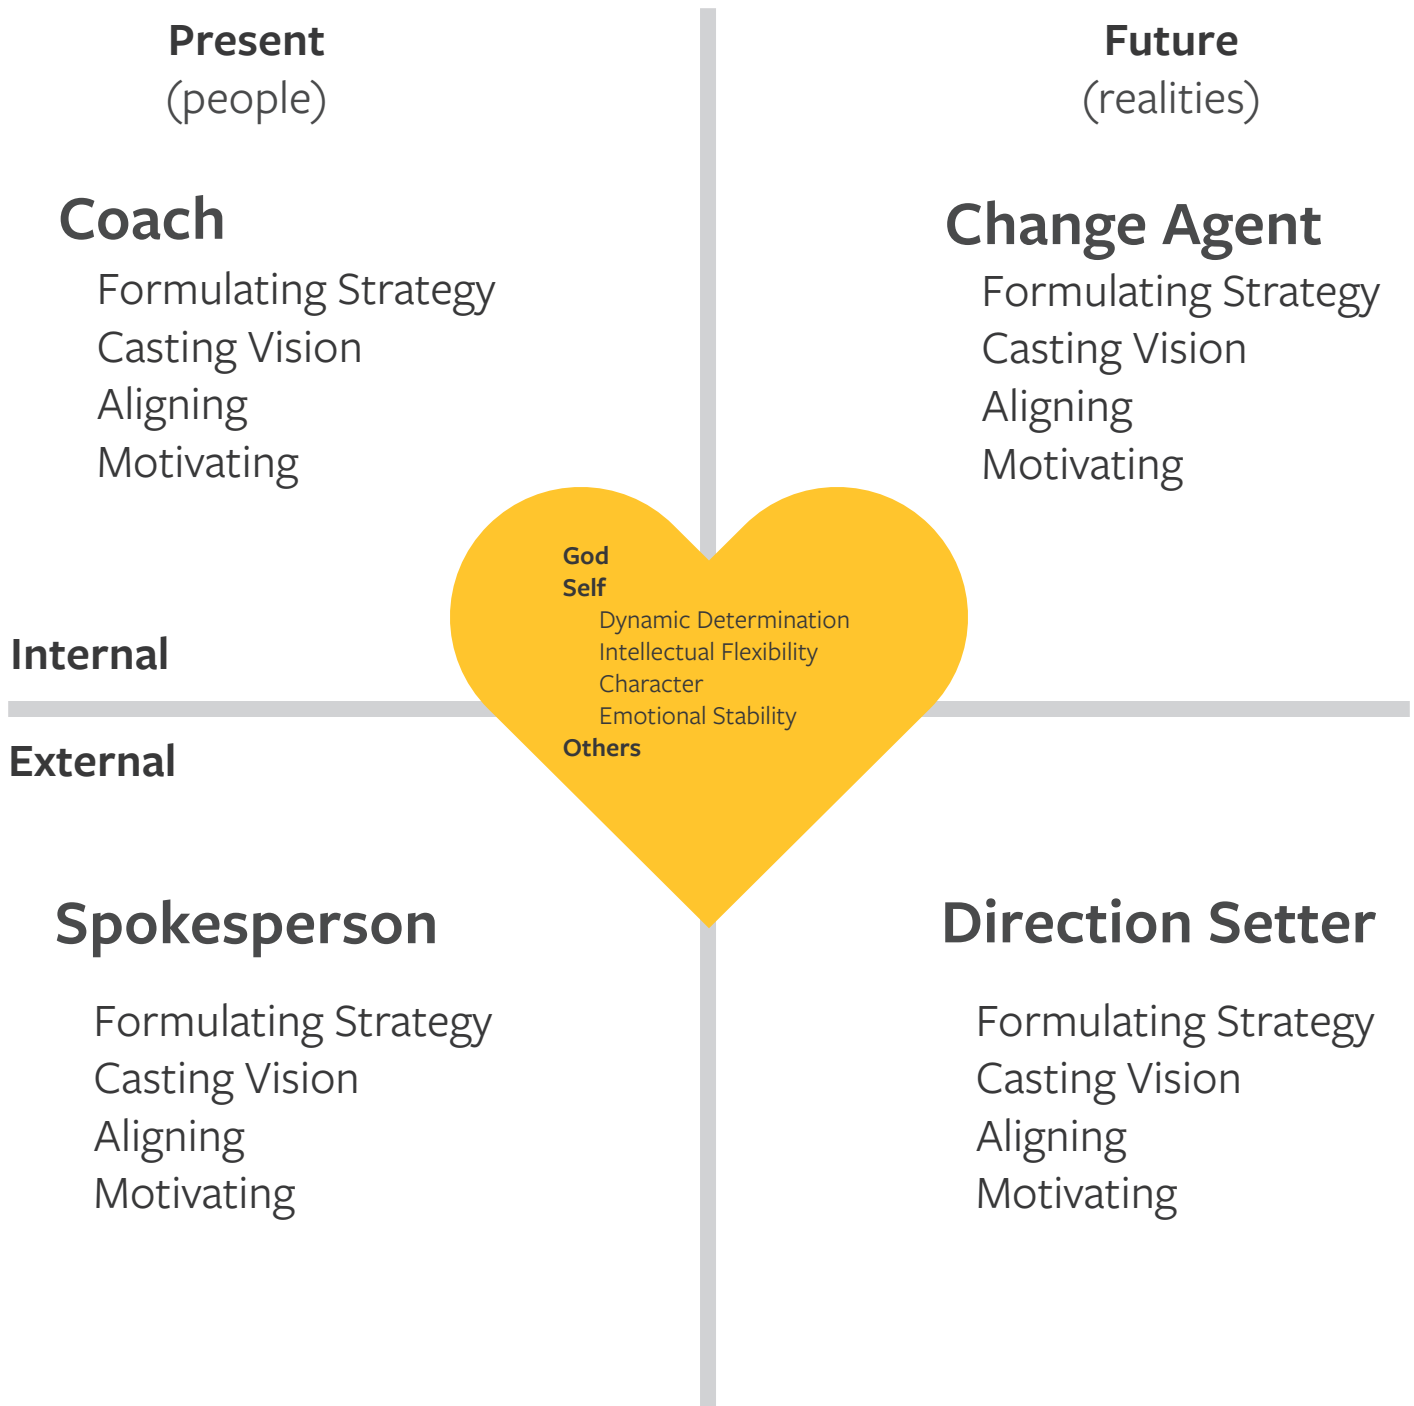 Present
(people)
Future
(realities)
Coach
Formulating Strategy
Casting Vision
Aligning
Motivating
Change Agent
Formulating Strategy
Casting Vision
Aligning
Motivating
God
Self
Dynamic Determination
Intellectual Flexibility
Character
Emotional Stability
Others
Internal
External
Spokesperson
Formulating Strategy
Casting Vision
Aligning
Motivating
Direction Setter
Formulating Strategy
Casting Vision
Aligning
Motivating